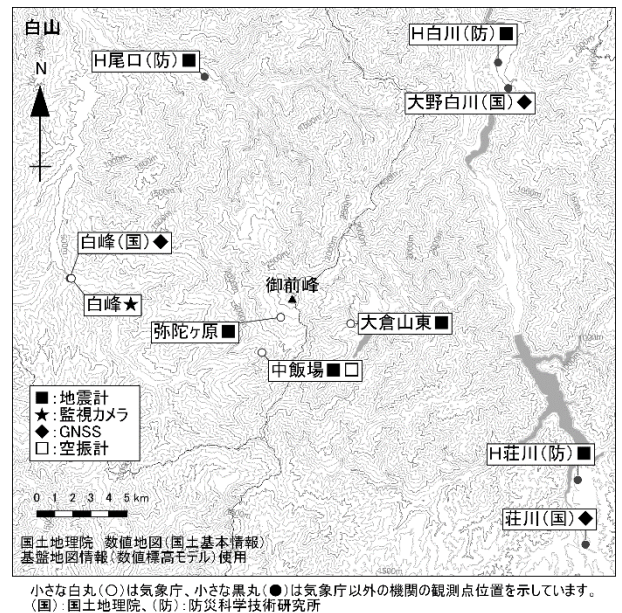 白山
N
H尾口(防)■
H白川(防)■
大野白川(国)◆
白峰(国)◆
白峰★
御前峰
弥陀ヶ原■
大倉山東■
中飯場■□
■:地震計
★:監視カメラ
◆:GNSS
□:空振計
H荘川(防)■
荘川(国)◆
0 1 2 3 4 5 km
国土地理院 数値地図(国土基本情報)
基盤地図情報(数値標高モデル)使用
小さな白丸(○)は気象庁、小さな黒丸(●)は気象庁以外の機関の観測点位置を示しています。
(国):国土地理院、(防):防災科学技術研究所